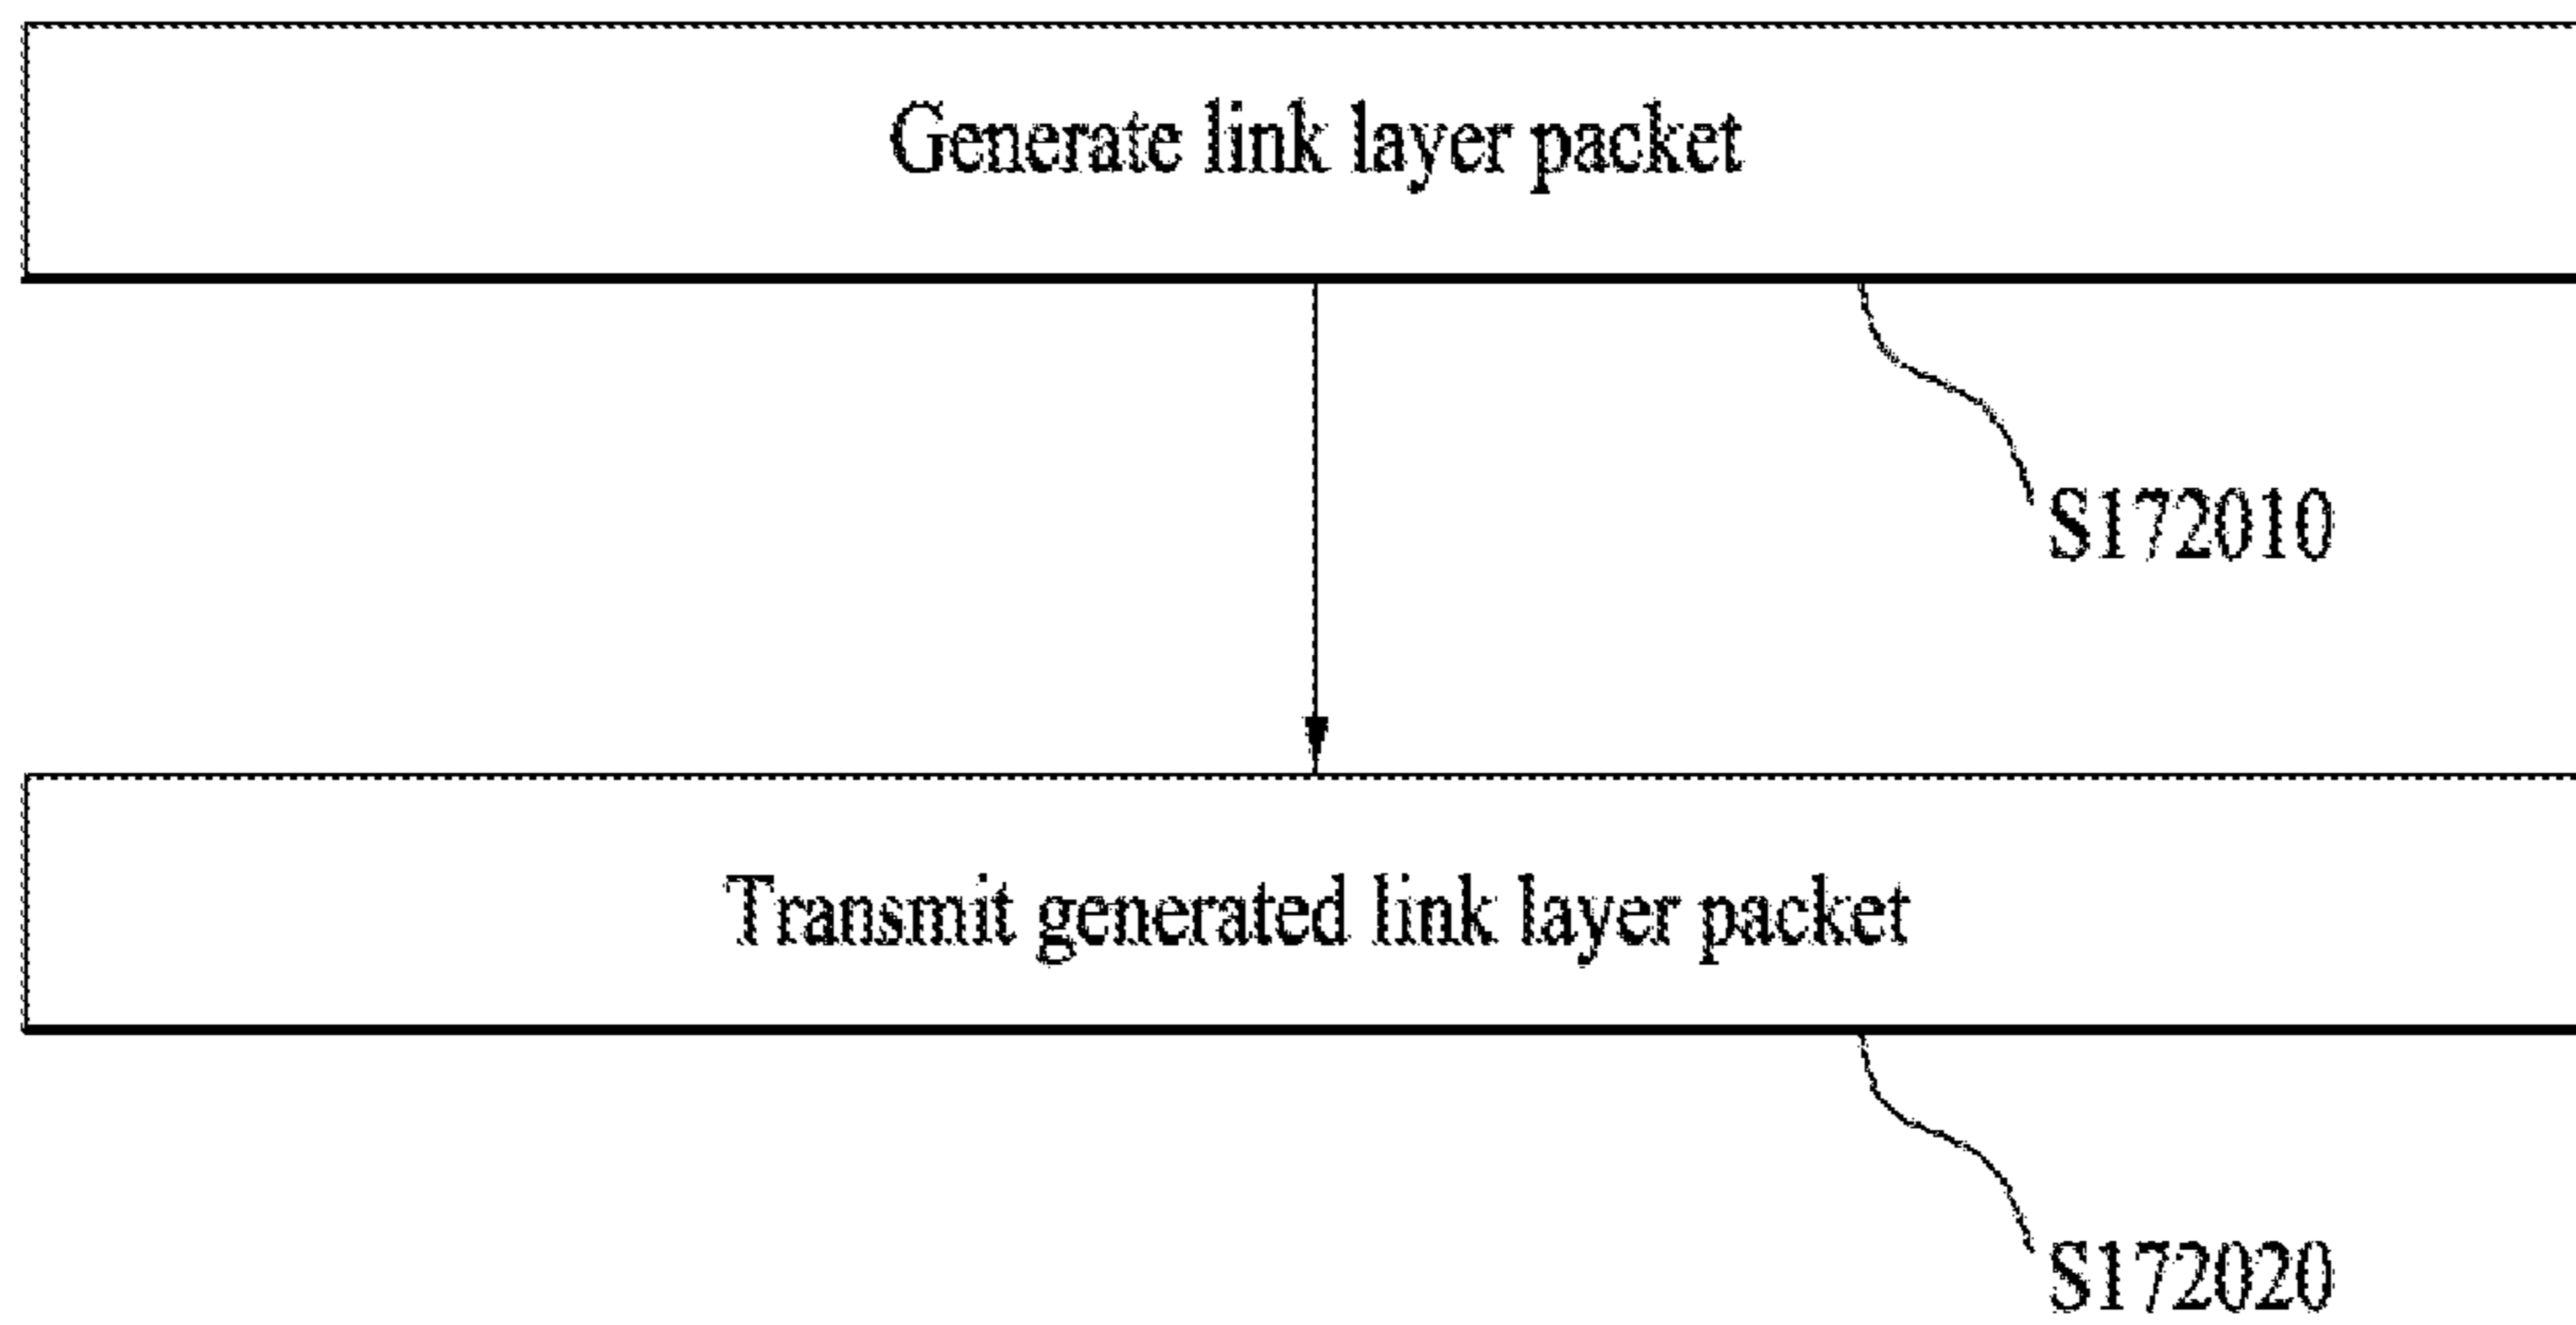 Generate link layer packet
S172010
Transmit generated link layer packet
S172020